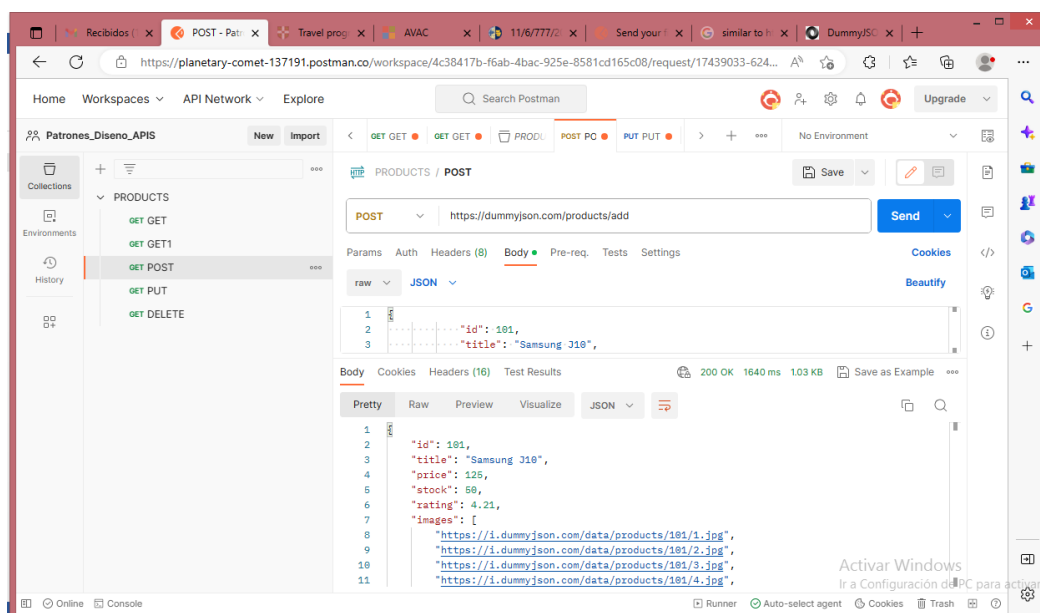 Recibidos (
POST - Patr
Travel prog
AVAC
11/6/777/2
Send your f
similar to h
DummyJSC
https://planetary-comet-137191.postman.co/workspace/4c38417b-f6ab-4bac-925e-8581cd165c08/request/17439033-624...
Home Workspaces API Network Explore Search Postman Upgrade
Patrones_Diseno_APIS New Import GET GET GET GET PRODU POST PC PUT PUT No Environment
Collections
Environments
History
PRODUCTS
GET GET
GET GET1
GET POST
GET PUT
GET DELETE
HTTP PRODUCTS / POST Save
POST https://dummyjson.com/products/add Send
Params Auth Headers (8) Body Pre-req. Tests Settings Cookies
raw JSON Beautify
1 {
2 "id": 101,
3 "title": "Samsung J10",
Body Cookies Headers (16) Test Results 200 OK 1640 ms 1.03 KB Save as Example
Pretty Raw Preview Visualize JSON
1 {
2 "id": 101,
3 "title": "Samsung J10",
4 "price": 125,
5 "stock": 50,
6 "rating": 4.21,
7 "images": [
8 "https://i.dummyjson.com/data/products/101/1.jpg",
9 "https://i.dummyjson.com/data/products/101/2.jpg",
10 "https://i.dummyjson.com/data/products/101/3.jpg",
11 "https://i.dummyjson.com/data/products/101/4.jpg",
Activar Windows
Ir a Configuración de PC para activar
Online Console Runner Auto-select agent Cookies Trash